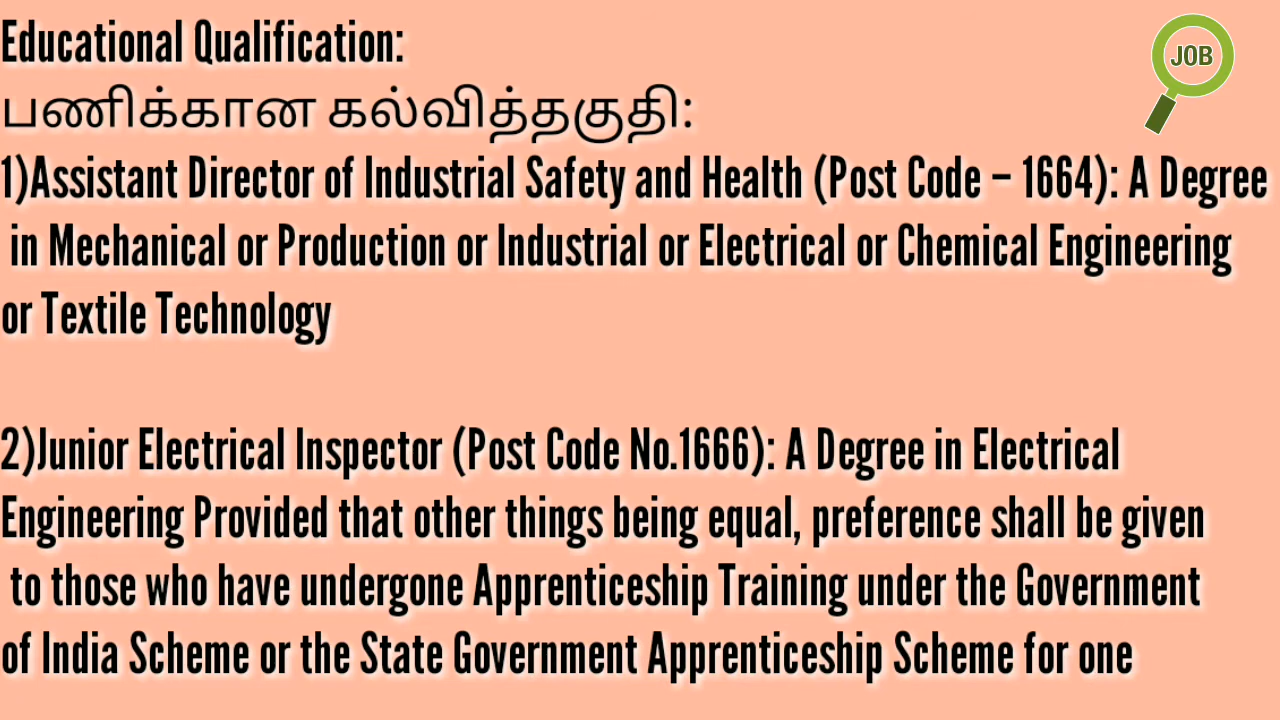 Educational Qualification:
JOB
பணிக்கான கல்வித்தகுதி:
1)Assistant Director of Industrial Safety and Health (Post Code – 1664): A Degree
in Mechanical or Production or Industrial or Electrical or Chemical Engineering
or Textile Technology
2)Junior Electrical Inspector (Post Code No.1666): A Degree in Electrical
Engineering Provided that other things being equal, preference shall be given
to those who have undergone Apprenticeship Training under the Government
of India Scheme or the State Government Apprenticeship Scheme for one